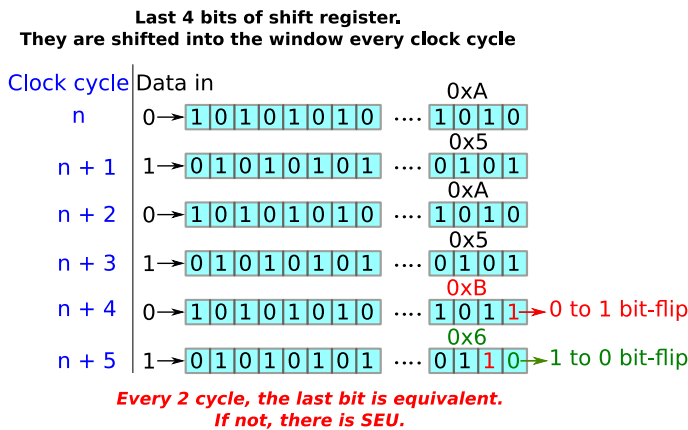 Last 4 bits of shift register.
They are shifted into the window every clock cycle
Clock cycle Data in
0xA
n 0 1 0 1 0 1 0 1 0 .... 1 0 1 0
0x5
n + 1 1 0 1 0 1 0 1 0 1 .... 0 1 0 1
0xA
n + 2 0 1 0 1 0 1 0 1 0 .... 1 0 1 0
0x5
n + 3 1 0 1 0 1 0 1 0 1 .... 0 1 0 1
0xB
n + 4 0 1 0 1 0 1 0 1 0 .... 1 0 1 1 0 to 1 bit-flip
0x6
n + 5 1 0 1 0 1 0 1 0 1 .... 0 1 1 0 1 to 0 bit-flip
Every 2 cycle, the last bit is equivalent.
If not, there is SEU.